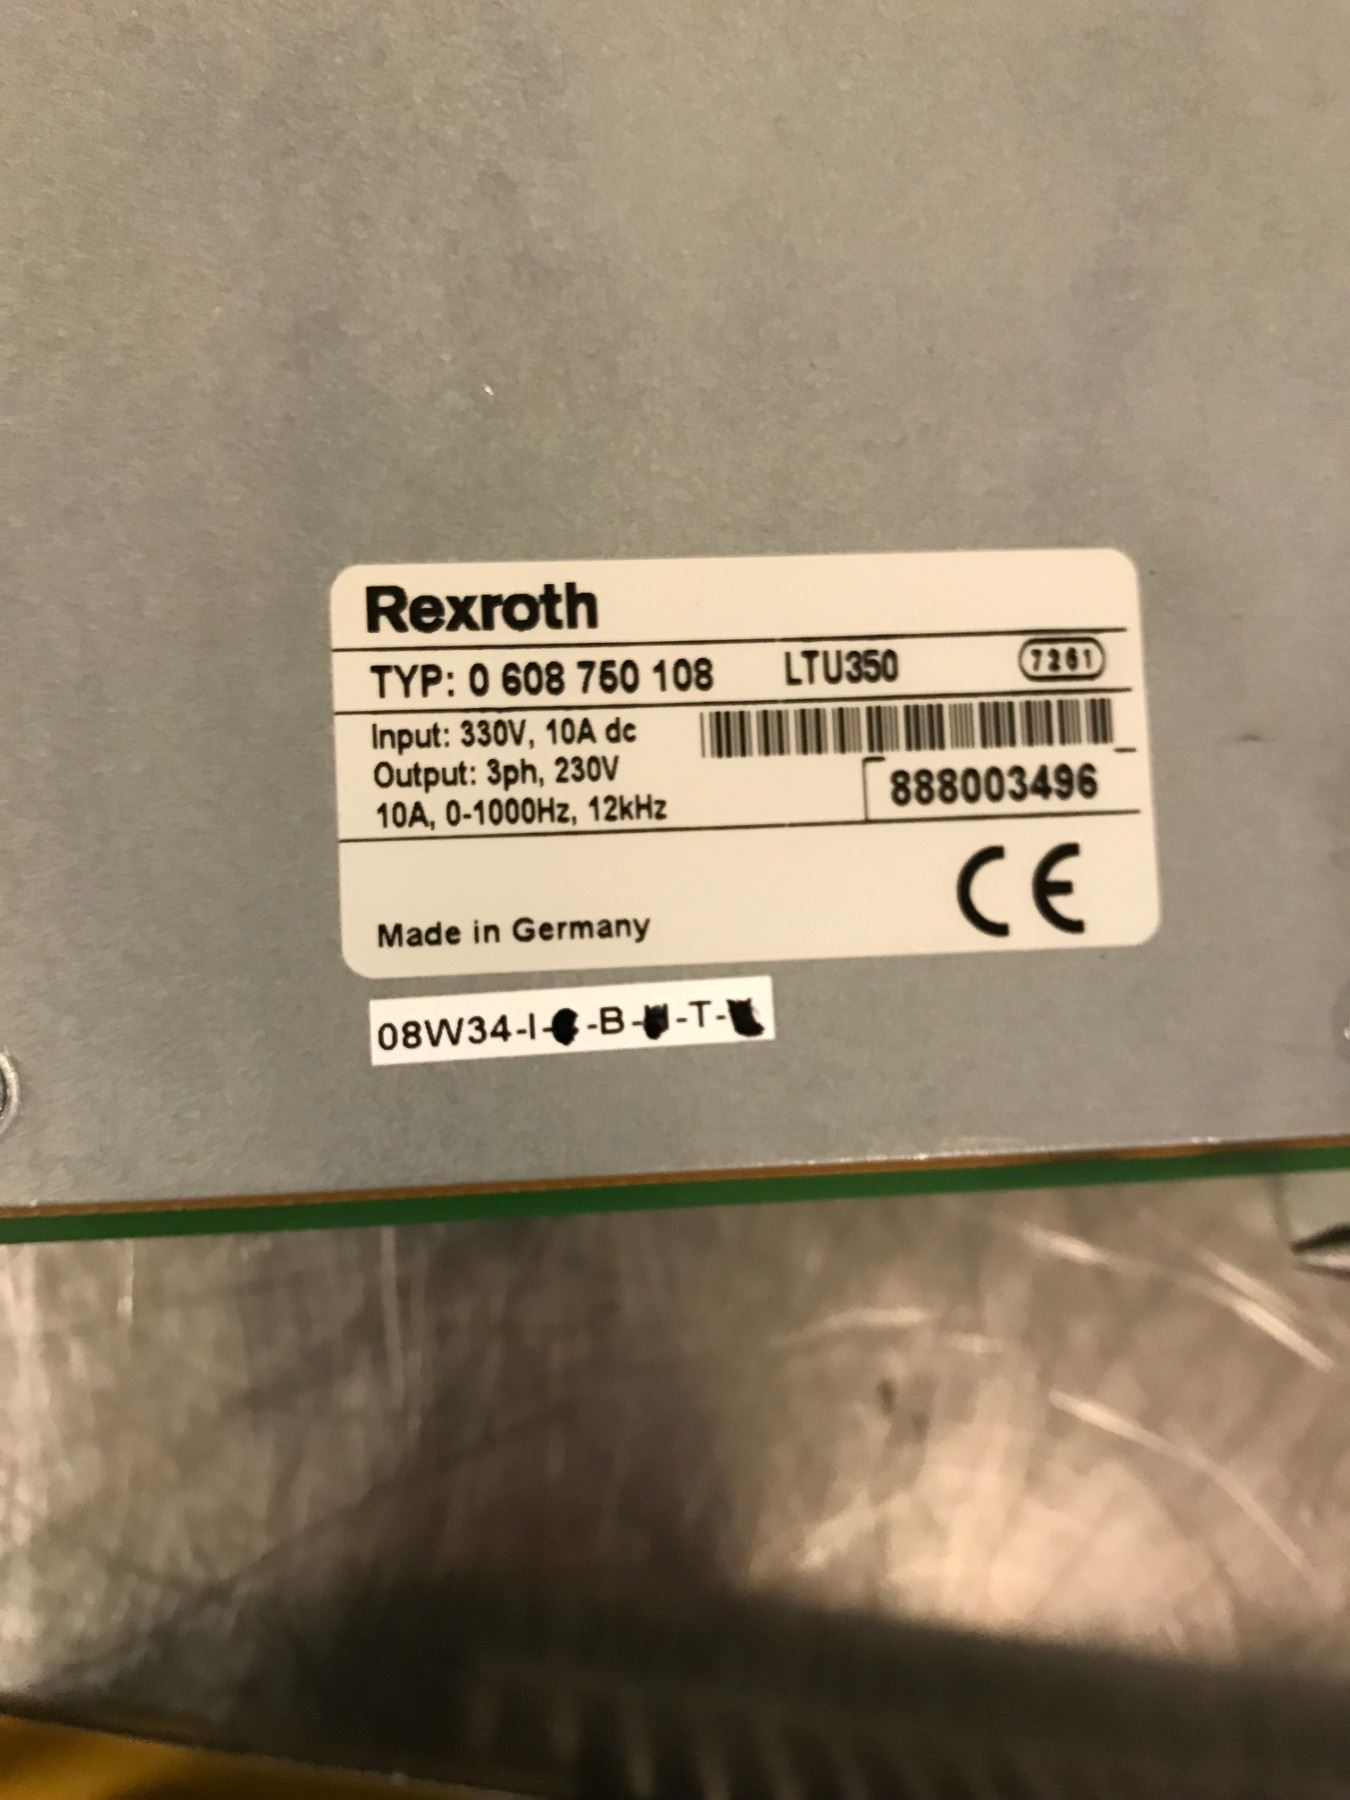 Rexroth
TYP: 0 608 750 108 LTU350 7261
Input: 330V, 10A dc
Output: 3ph, 230V
10A, 0-1000Hz, 12kHz
888003496
CE
Made in Germany
08W34-I- -B- -T-